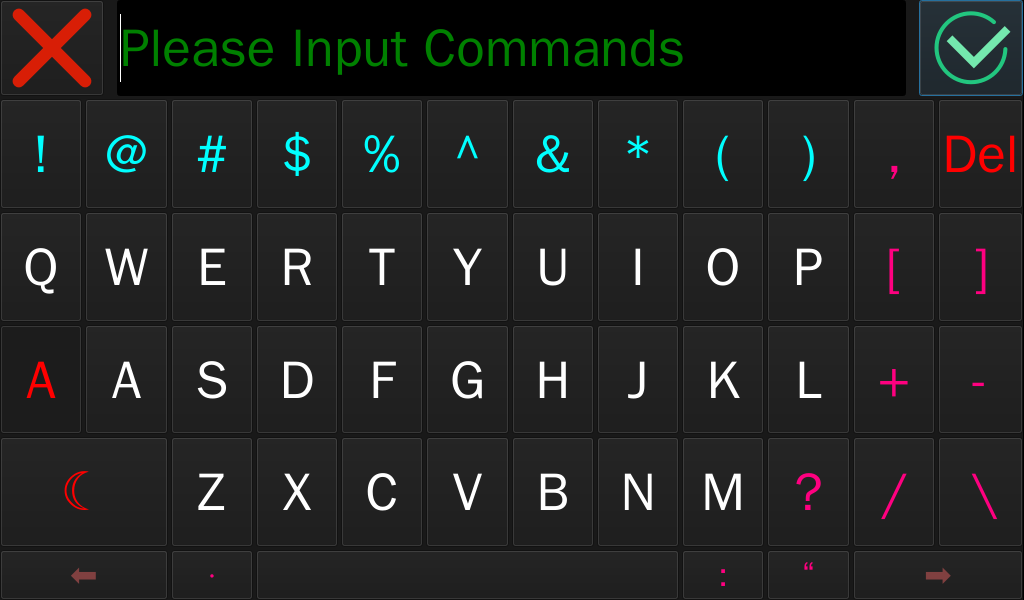 Please Input Commands
! @ # $ % ^ & * ( ) , Del
Q W E R T Y U I O P [ ]
A A S D F G H J K L + -
Z X C V B N M ? / \
. : “